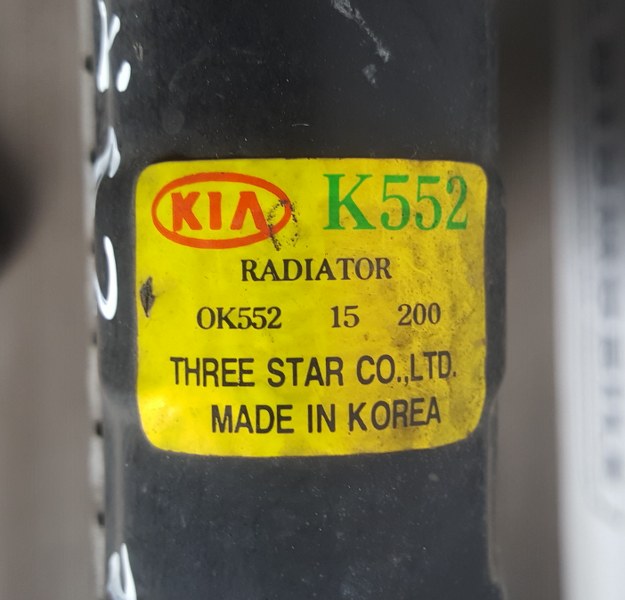 KIA K552
RADIATOR
OK552 15 200
THREE STAR CO.,LTD.
MADE IN KOREA